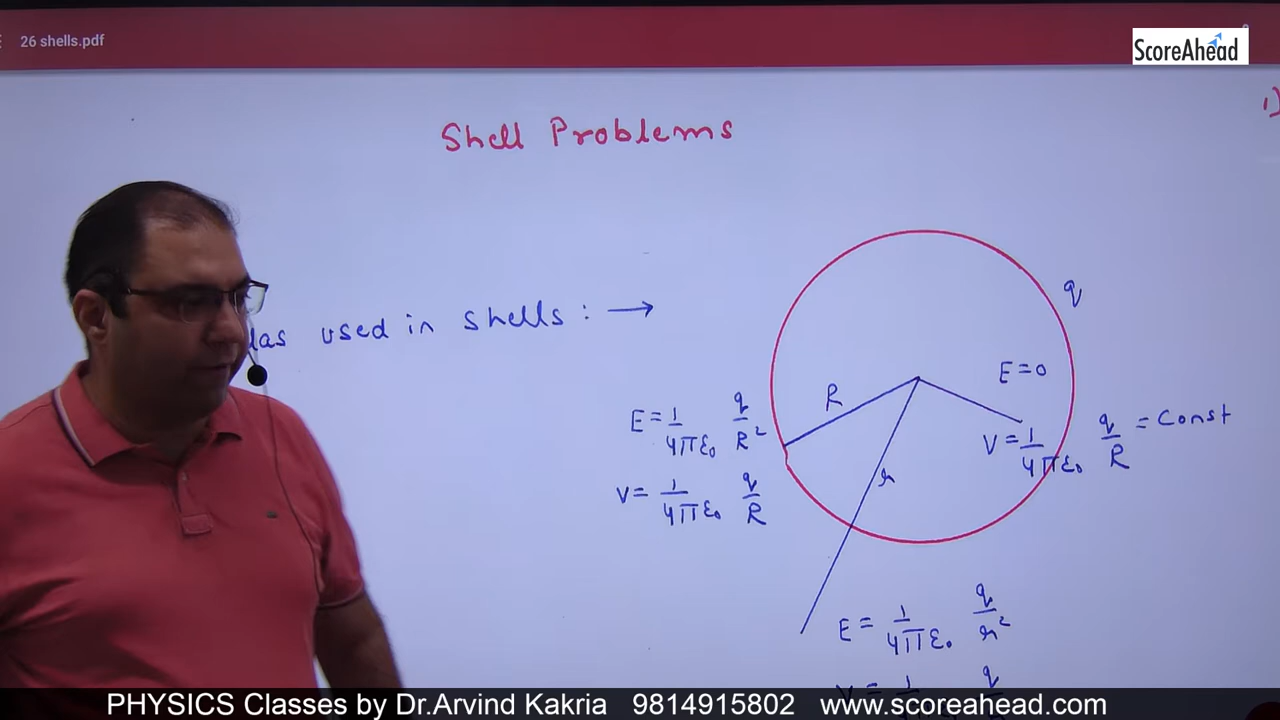 26 shells.pdf
ScoreAhead
1)
Shell Problems
las used in shells : →
q
E=0
R
E = 1/4πε₀ q/R²
V = 1/4πε₀ q/R = Const
r
V = 1/4πε₀ q/R
E = 1/4πε₀ q/r²
PHYSICS Classes by Dr.Arvind Kakria 9814915802 www.scoreahead.com